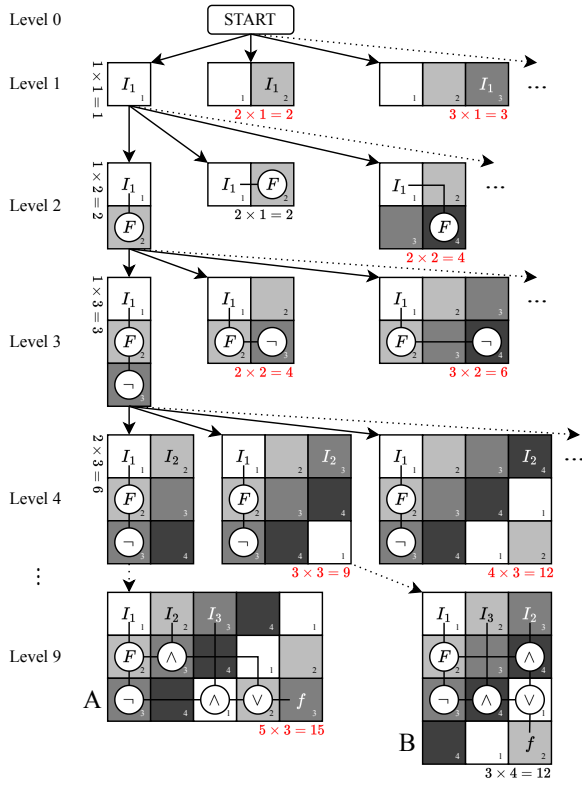 Level 0 START
Level 1 1 × 1 = 1 I₁ 1 1 I₁ 2 1 2 I₁ 3 ...
2 × 1 = 2 3 × 1 = 3
Level 2 1 × 2 = 2 I₁ 1 I₁ 1 F 2 I₁ 1 2 ...
F 2 3 F 4
2 × 1 = 2 2 × 2 = 4
Level 3 1 × 3 = 3 I₁ 1 I₁ 1 2 I₁ 1 2 3 ...
F 2 F 2 ¬ 3 F 2 3 ¬ 4
¬ 3
2 × 2 = 4 3 × 2 = 6
Level 4 2 × 3 = 6 I₁ 1 I₂ 2 I₁ 1 2 I₂ 3 I₁ 1 2 3 I₂ 4 ...
F 2 3 F 2 3 4 F 2 3 4 1
¬ 3 4 ¬ 3 4 1 ¬ 3 4 1 2
3 × 3 = 9 4 × 3 = 12
⋮
Level 9 I₁ 1 I₂ 2 I₃ 3 4 1 I₁ 1 I₃ 2 I₂ 3
F 2 ∧ 3 4 1 2 F 2 3 ∧ 4
A ¬ 3 4 ∧ 1 ∨ 2 f 3 ¬ 3 ∧ 4 ∨ 1
5 × 3 = 15 B 4 1 f 2
3 × 4 = 12